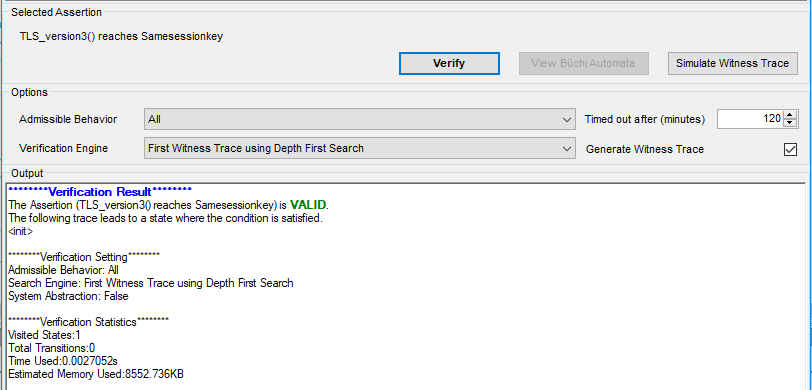 Selected Assertion
TLS_version3() reaches Samesessionkey
Verify
View Büchi Automata
Simulate Witness Trace
Options
Admissible Behavior
All
Timed out after (minutes)
120
Verification Engine
First Witness Trace using Depth First Search
Generate Witness Trace
Output
********Verification Result********
The Assertion (TLS_version3() reaches Samesessionkey) is VALID.
The following trace leads to a state where the condition is satisfied.
<init>
********Verification Setting********
Admissible Behavior: All
Search Engine: First Witness Trace using Depth First Search
System Abstraction: False
********Verification Statistics********
Visited States:1
Total Transitions:0
Time Used:0.0027052s
Estimated Memory Used:8552.736KB